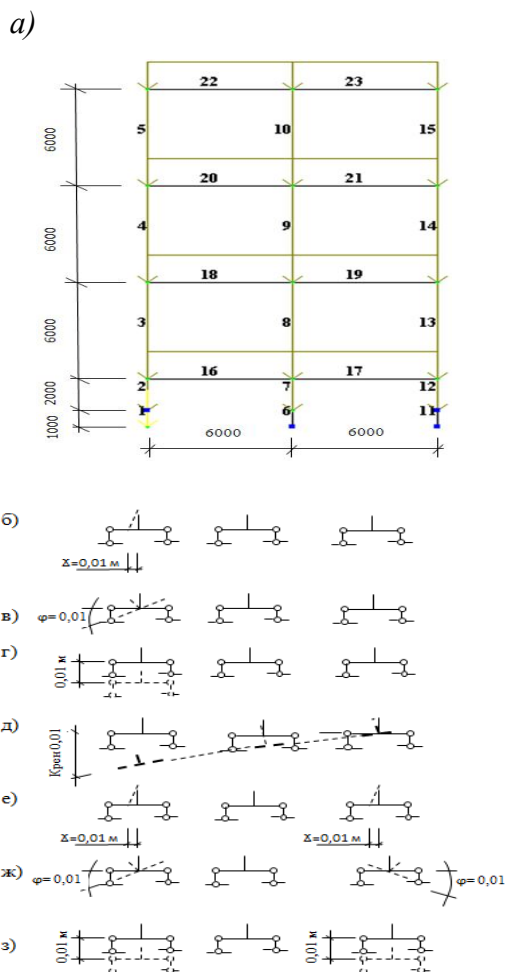 а)
22 23
6000
5 10 15
20 21
6000
4 9 14
18 19
6000
3 8 13
16 17
2000
2 7 12
1000
1 6 11
6000 6000
б)
X=0,01 м
в) φ=0,01
г)
0,01 м
д)
Крен 0,01
е)
X=0,01 м X=0,01 м
ж) φ=0,01 φ=0,01
з)
0,01 м 0,01 м